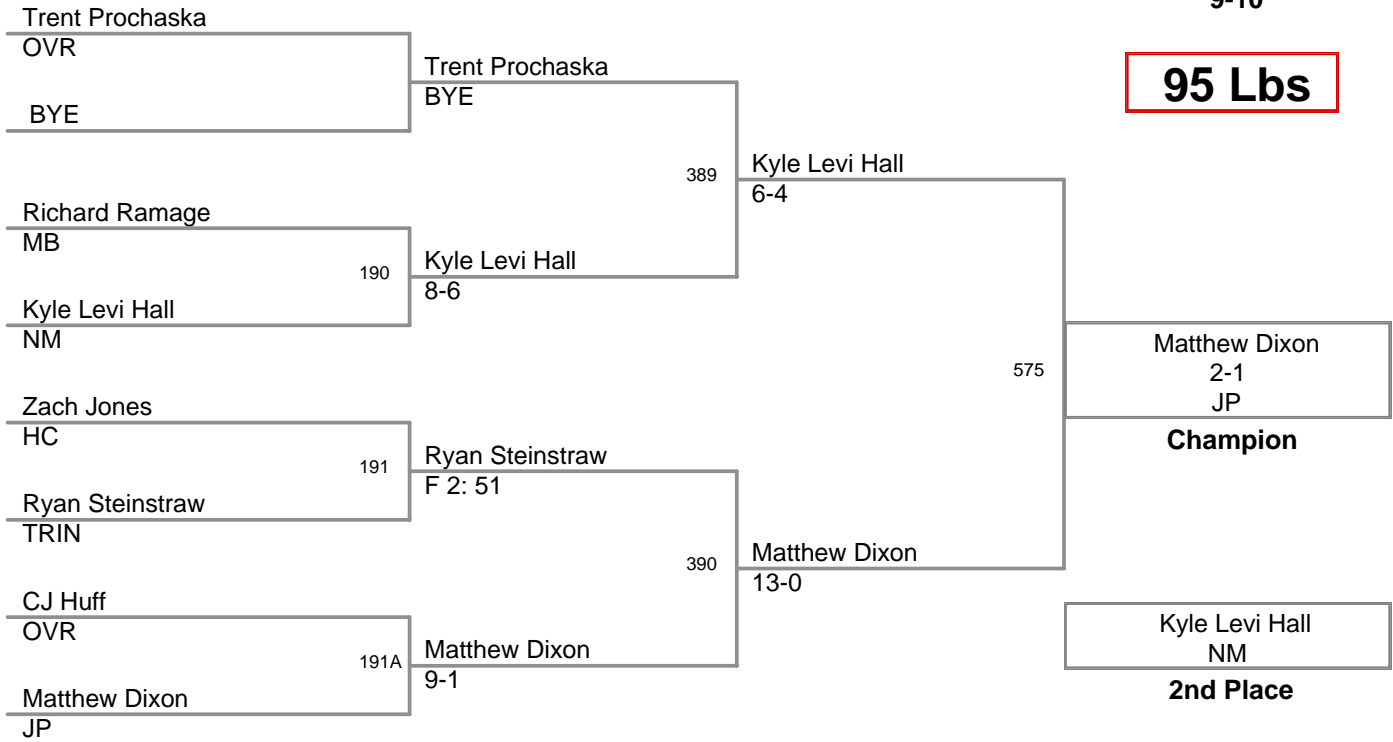 9-10
95 Lbs
Trent Prochaska
OVR
BYE
Richard Ramage
MB
Kyle Levi Hall
NM
Zach Jones
HC
Ryan Steinstraw
TRIN
CJ Huff
OVR
Matthew Dixon
JP
Trent Prochaska
BYE
190
Kyle Levi Hall
8-6
191
Ryan Steinstraw
F 2: 51
191A
Matthew Dixon
9-1
389
Kyle Levi Hall
6-4
390
Matthew Dixon
13-0
575
Matthew Dixon
2-1
JP
Champion
Kyle Levi Hall
NM
2nd Place